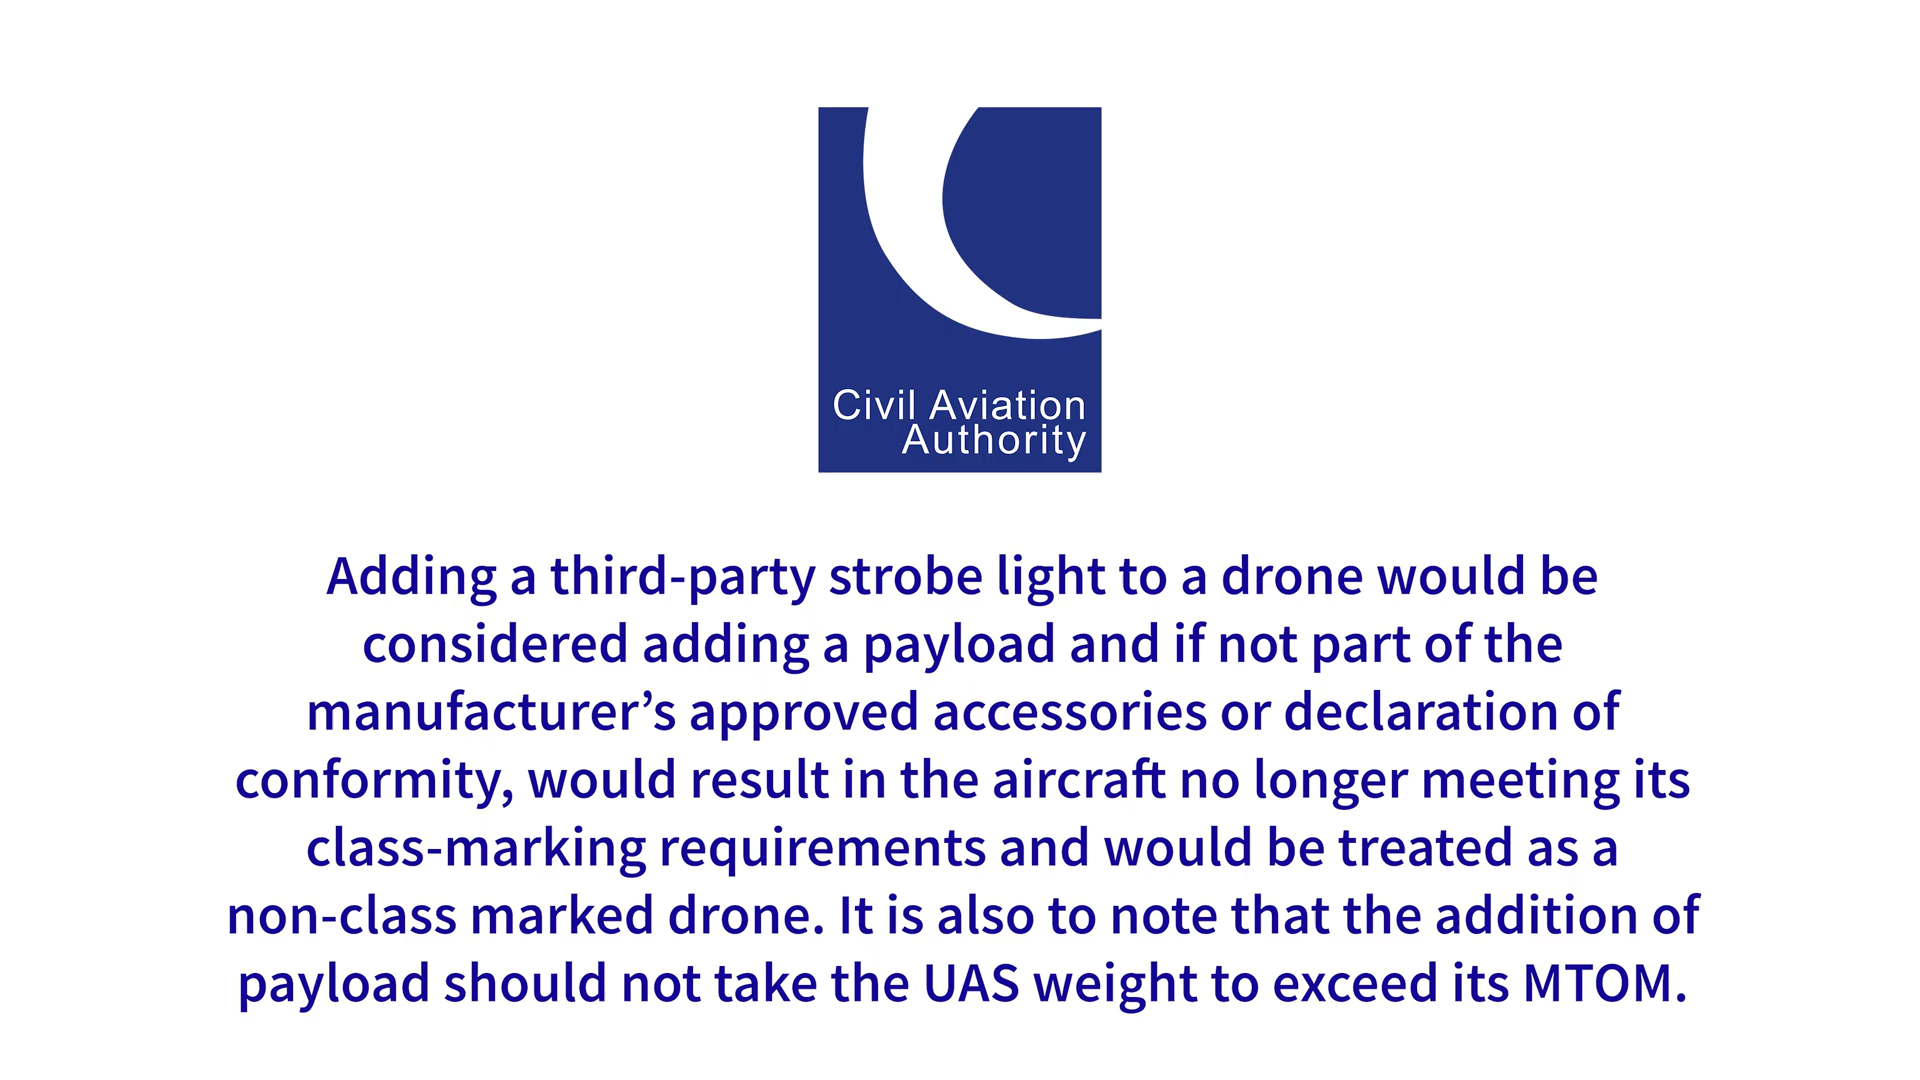 Civil Aviation
Authority
Adding a third-party strobe light to a drone would be
considered adding a payload and if not part of the
manufacturer’s approved accessories or declaration of
conformity, would result in the aircraft no longer meeting its
class-marking requirements and would be treated as a
non-class marked drone. It is also to note that the addition of
payload should not take the UAS weight to exceed its MTOM.